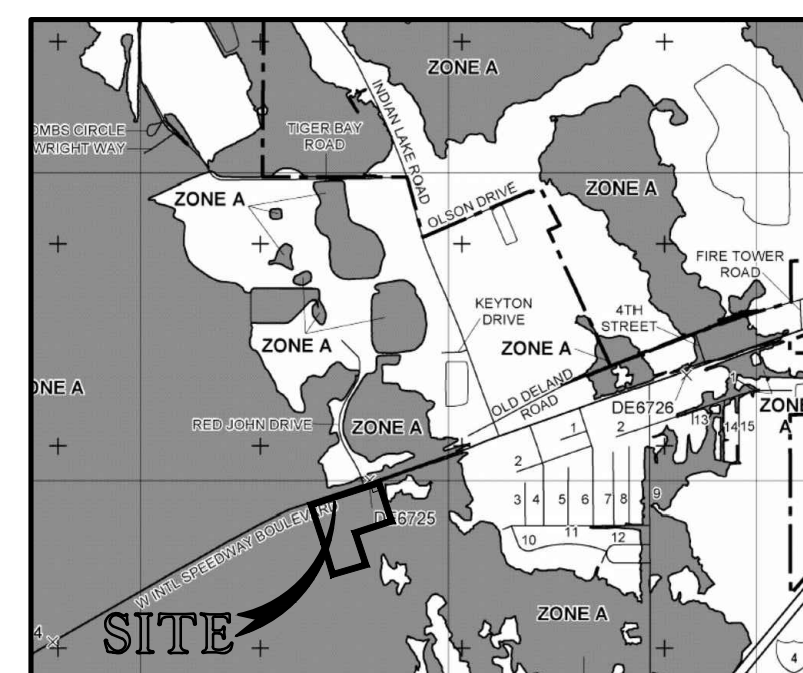 ZONE A
OMBS CIRCLE
WRIGHT WAY
TIGER BAY
ROAD
INDIAN LAKE ROAD
ZONE A
OLSON DRIVE
ZONE A
FIRE TOWER
ROAD
KEYTON
DRIVE
4TH
STREET
ZONE A
ZONE A
ONE A
OLD DELAND
ROAD
DE6726
1
ZONE
A
RED JOHN DRIVE
ZONE A
1
2
13
14
15
2
3
4
5
6
7
8
9
DE6725
W INTL SPEEDWAY BOULEVARD
10
11
12
ZONE A
SITE
4
4